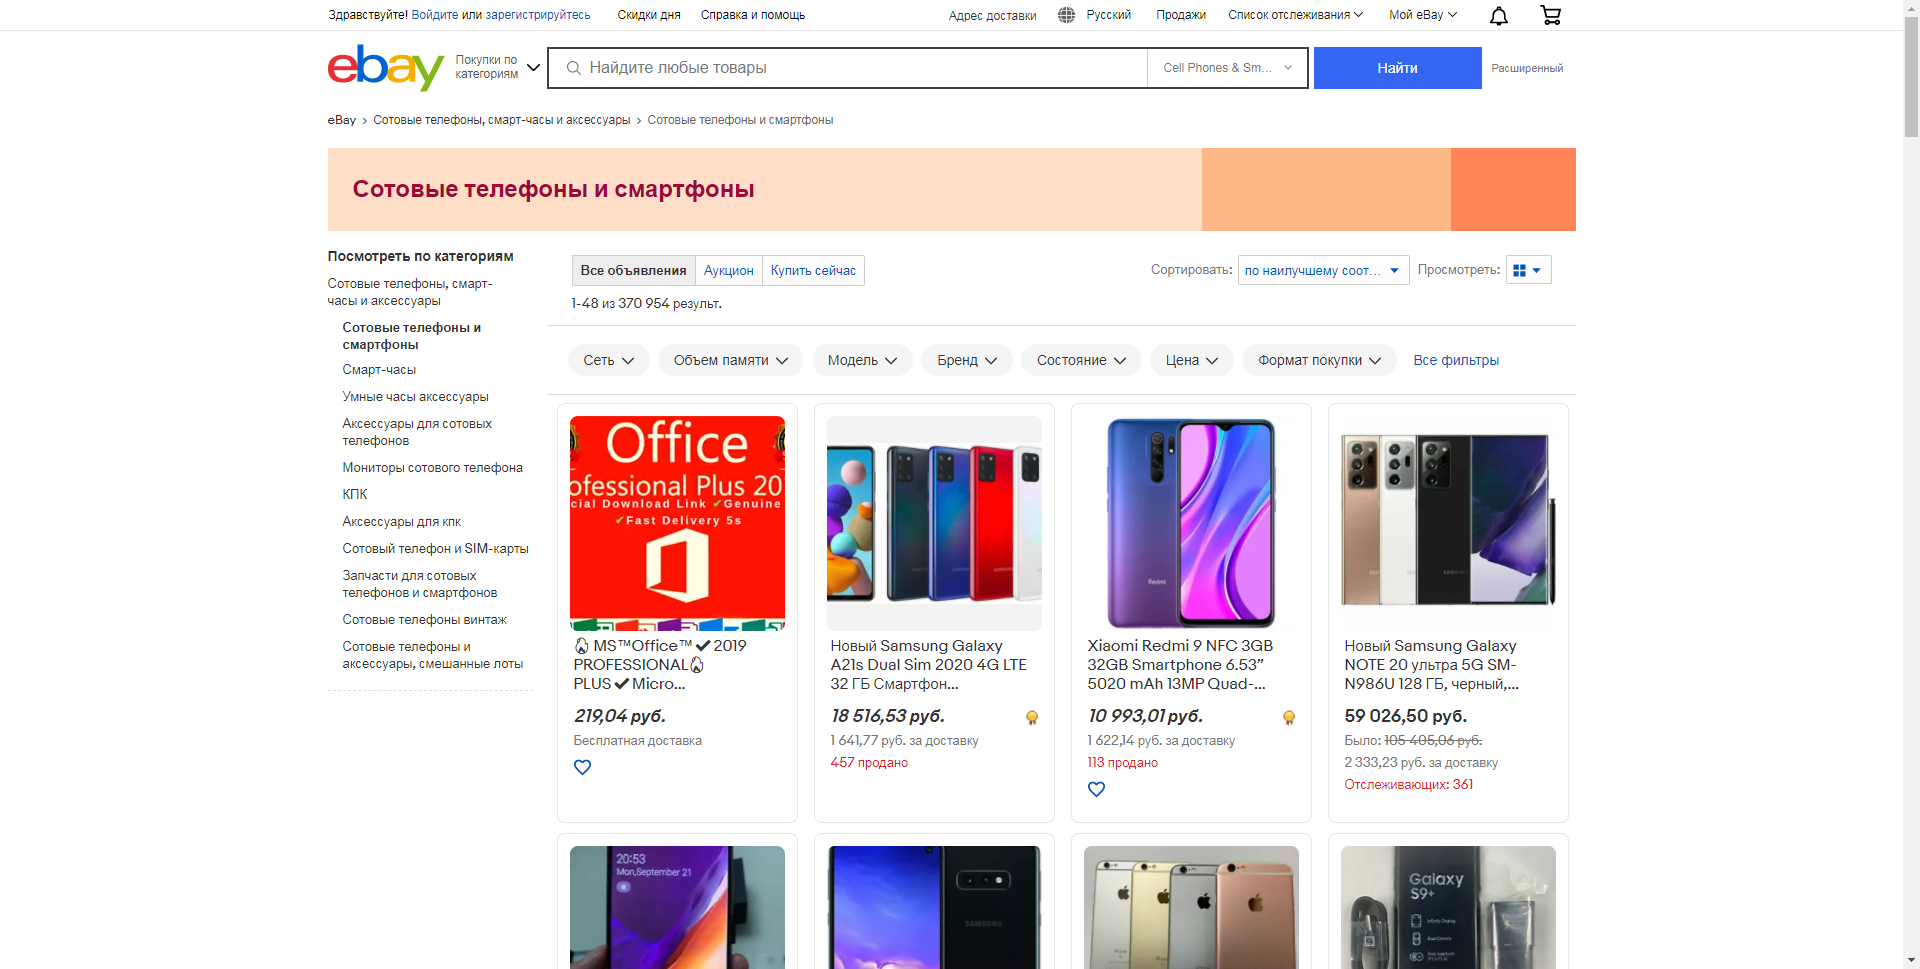 Здравствуйте! Войдите или зарегистрируйтесь
Скидки дня
Справка и помощь
Адрес доставки
Русский
Продажи
Список отслеживания
Мой eBay
ebay
Покупки по
категориям
Найдите любые товары
Cell Phones & Sm...
Найти
Расширенный
eBay
Сотовые телефоны, смарт-часы и аксессуары
Сотовые телефоны и смартфоны
Сотовые телефоны и смартфоны
Посмотреть по категориям
Сотовые телефоны, смарт-
часы и аксессуары
Сотовые телефоны и
смартфоны
Смарт-часы
Умные часы аксессуары
Аксессуары для сотовых
телефонов
Мониторы сотового телефона
КПК
Аксессуары для кпк
Сотовый телефон и SIM-карты
Запчасти для сотовых
телефонов и смартфонов
Сотовые телефоны винтаж
Сотовые телефоны и
аксессуары, смешанные лоты
Все объявления
Аукцион
Купить сейчас
Сортировать:
по наилучшему соот...
Просмотреть:
1-48 из 370 954 результ.
Сеть
Объем памяти
Модель
Бренд
Состояние
Цена
Формат покупки
Все фильтры
Office
ofessional Plus 20
cial Download Link ✓Genuine
✓Fast Delivery 5s
🔥 MS™Office™✔2019
PROFESSIONAL🔥
PLUS✔Micro...
219,04 руб.
Бесплатная доставка
Новый Samsung Galaxy
A21s Dual Sim 2020 4G LTE
32 ГБ Смартфон...
18 516,53 руб.
1 641,77 руб. за доставку
457 продано
Redmi
Xiaomi Redmi 9 NFC 3GB
32GB Smartphone 6.53”
5020 mAh 13MP Quad-...
10 993,01 руб.
1 622,14 руб. за доставку
113 продано
Новый Samsung Galaxy
NOTE 20 ультра 5G SM-
N986U 128 ГБ, черный,...
59 026,50 руб.
Было: 105 405,06 руб.
2 333,23 руб. за доставку
Отслеживающих: 361
20:53
Mon,September 21
SAMSUNG
Galaxy
S9+
Infinity Display
Dual Camera